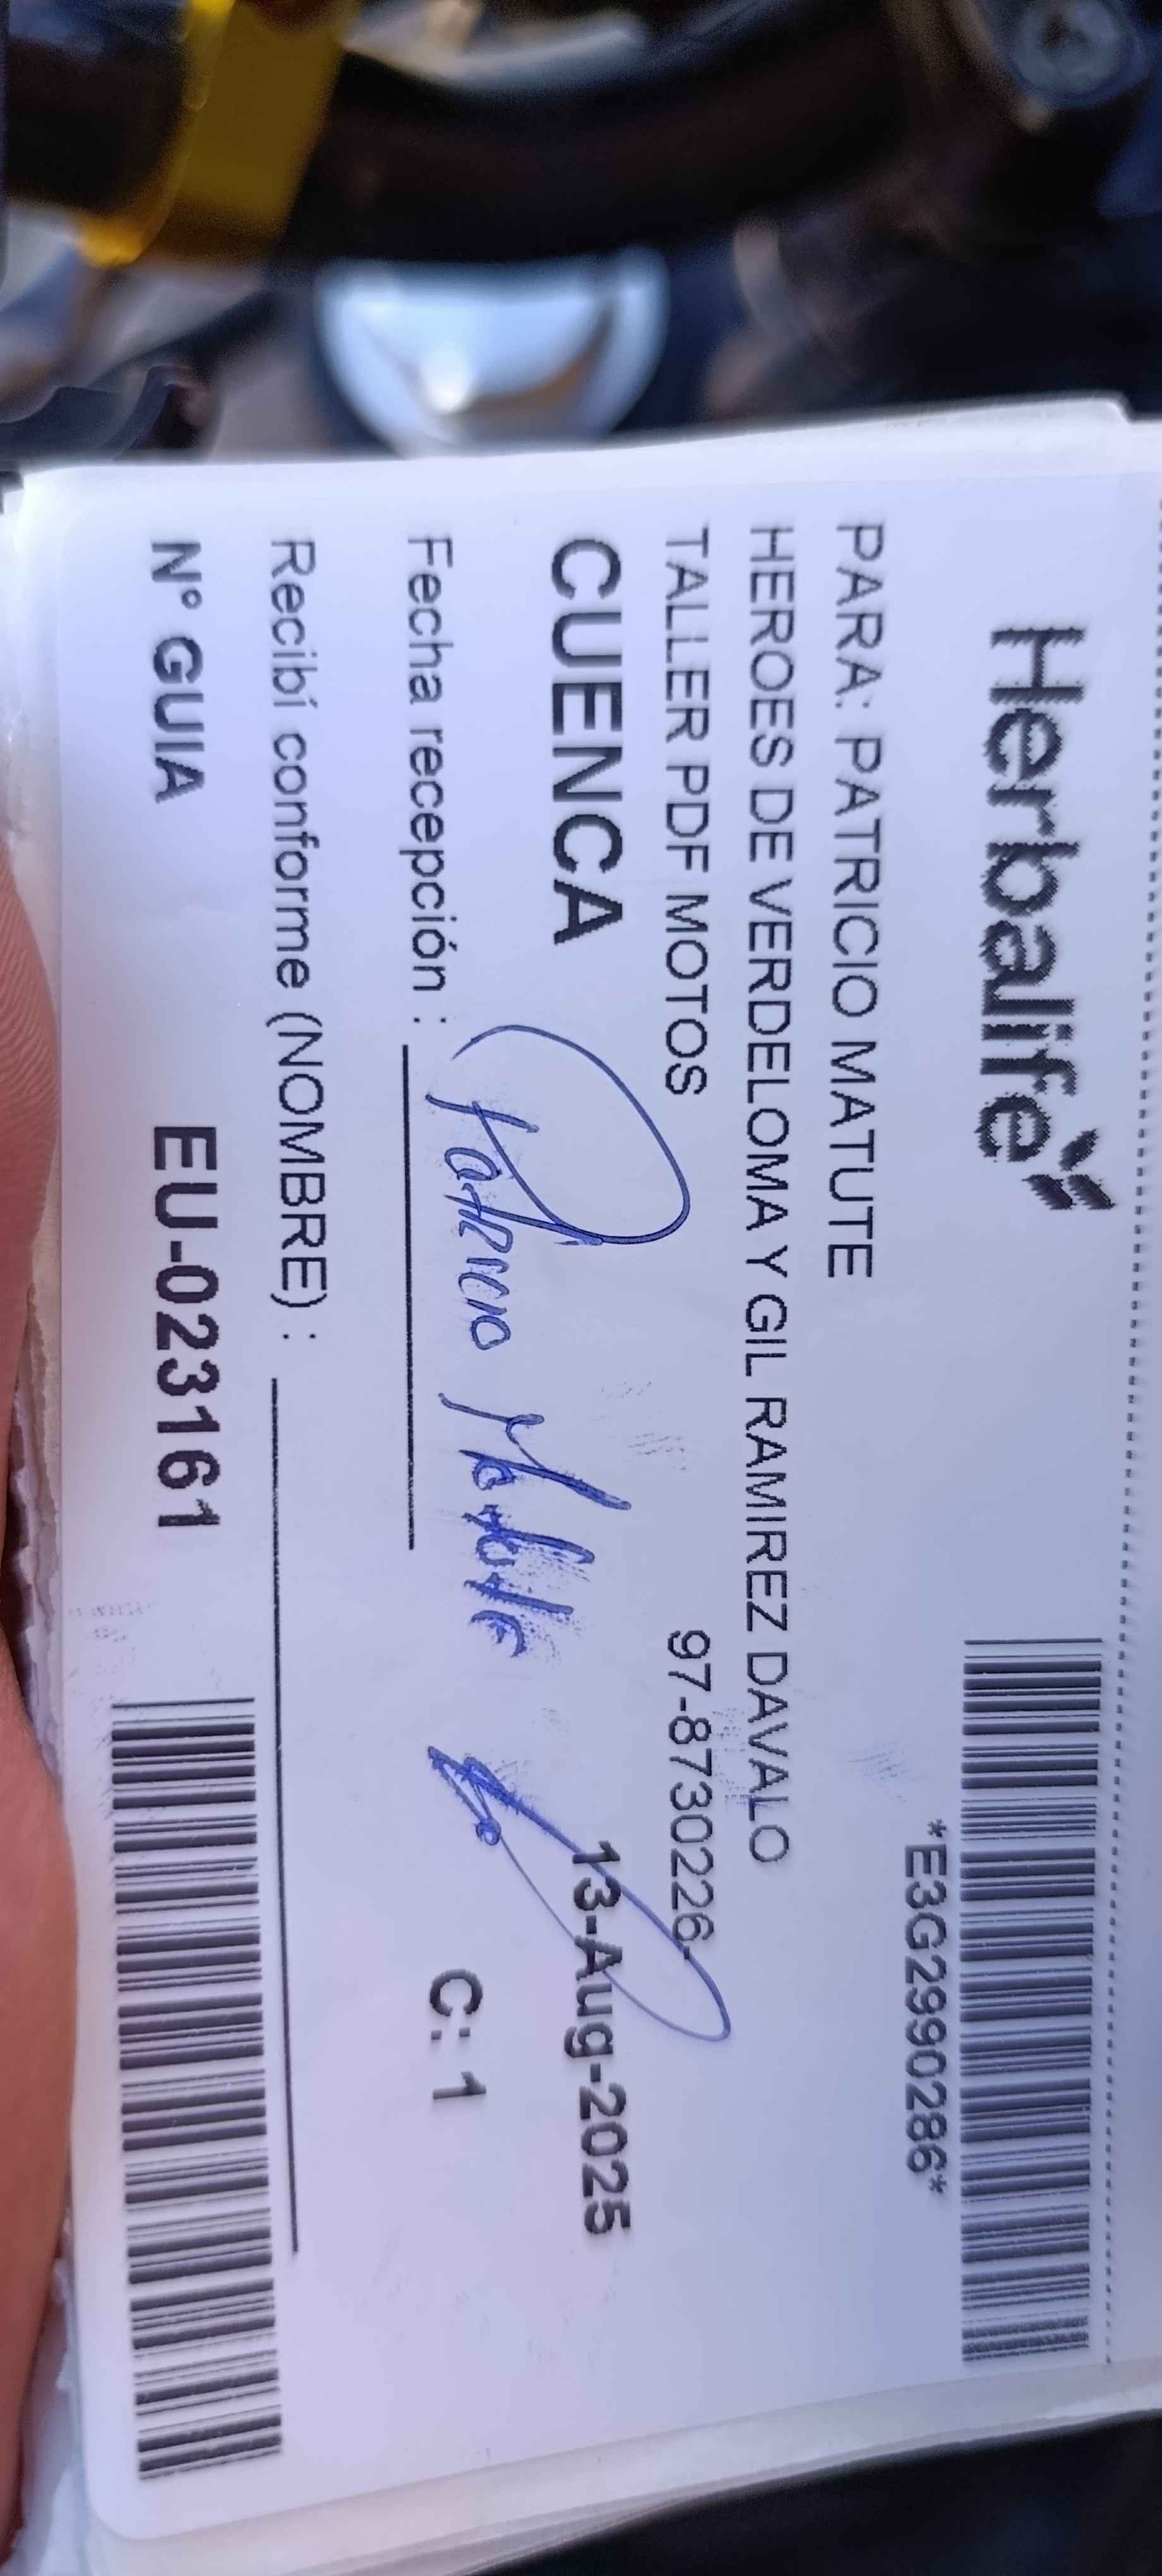 Herbalife
*E3G2990286*
PARA: PATRICIO MATUTE
HEROES DE VERDELOMA Y GIL RAMIREZ DAVALO
TALLER PDF MOTOS 97-8730226-
CUENCA 13-Aug-2025
Patricio Matute
Fecha recepción : C: 1
Recibí conforme (NOMBRE) :
N° GUIA EU-023161